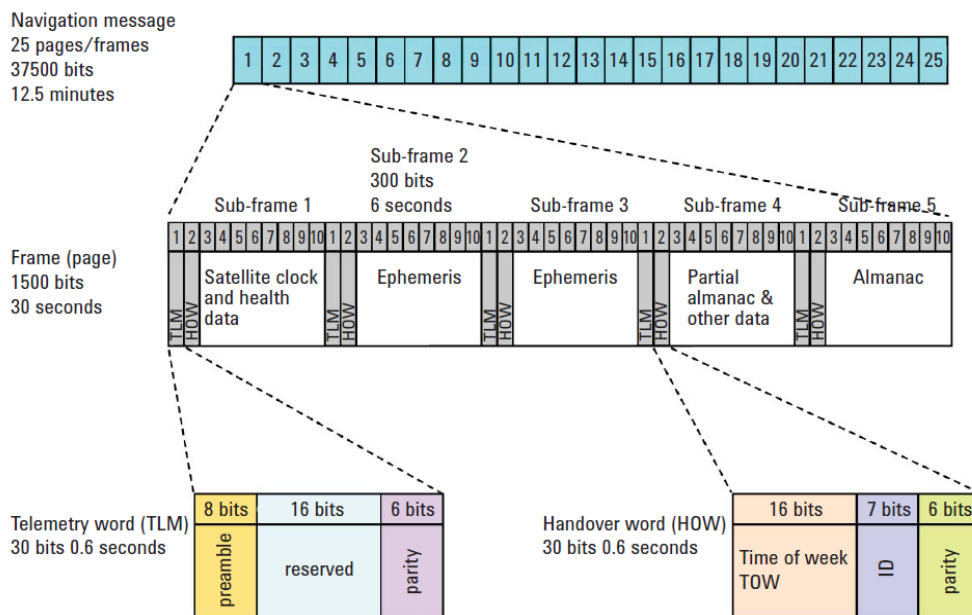 Navigation message
25 pages/frames
37500 bits
12.5 minutes
1 2 3 4 5 6 7 8 9 10 11 12 13 14 15 16 17 18 19 20 21 22 23 24 25
Sub-frame 2
300 bits
6 seconds
Sub-frame 1 Sub-frame 3 Sub-frame 4 Sub-frame 5
1 2 3 4 5 6 7 8 9 10 1 2 3 4 5 6 7 8 9 10 1 2 3 4 5 6 7 8 9 10 1 2 3 4 5 6 7 8 9 10 1 2 3 4 5 6 7 8 9 10
Frame (page)
1500 bits
30 seconds
TLM HOW
Satellite clock
and health
data
TLM HOW
Ephemeris
TLM HOW
Ephemeris
TLM HOW
Partial
almanac &
other data
TLM HOW
Almanac
Telemetry word (TLM)
30 bits 0.6 seconds
8 bits 16 bits 6 bits
preamble reserved parity
Handover word (HOW)
30 bits 0.6 seconds
16 bits 7 bits 6 bits
Time of week
TOW
ID
parity